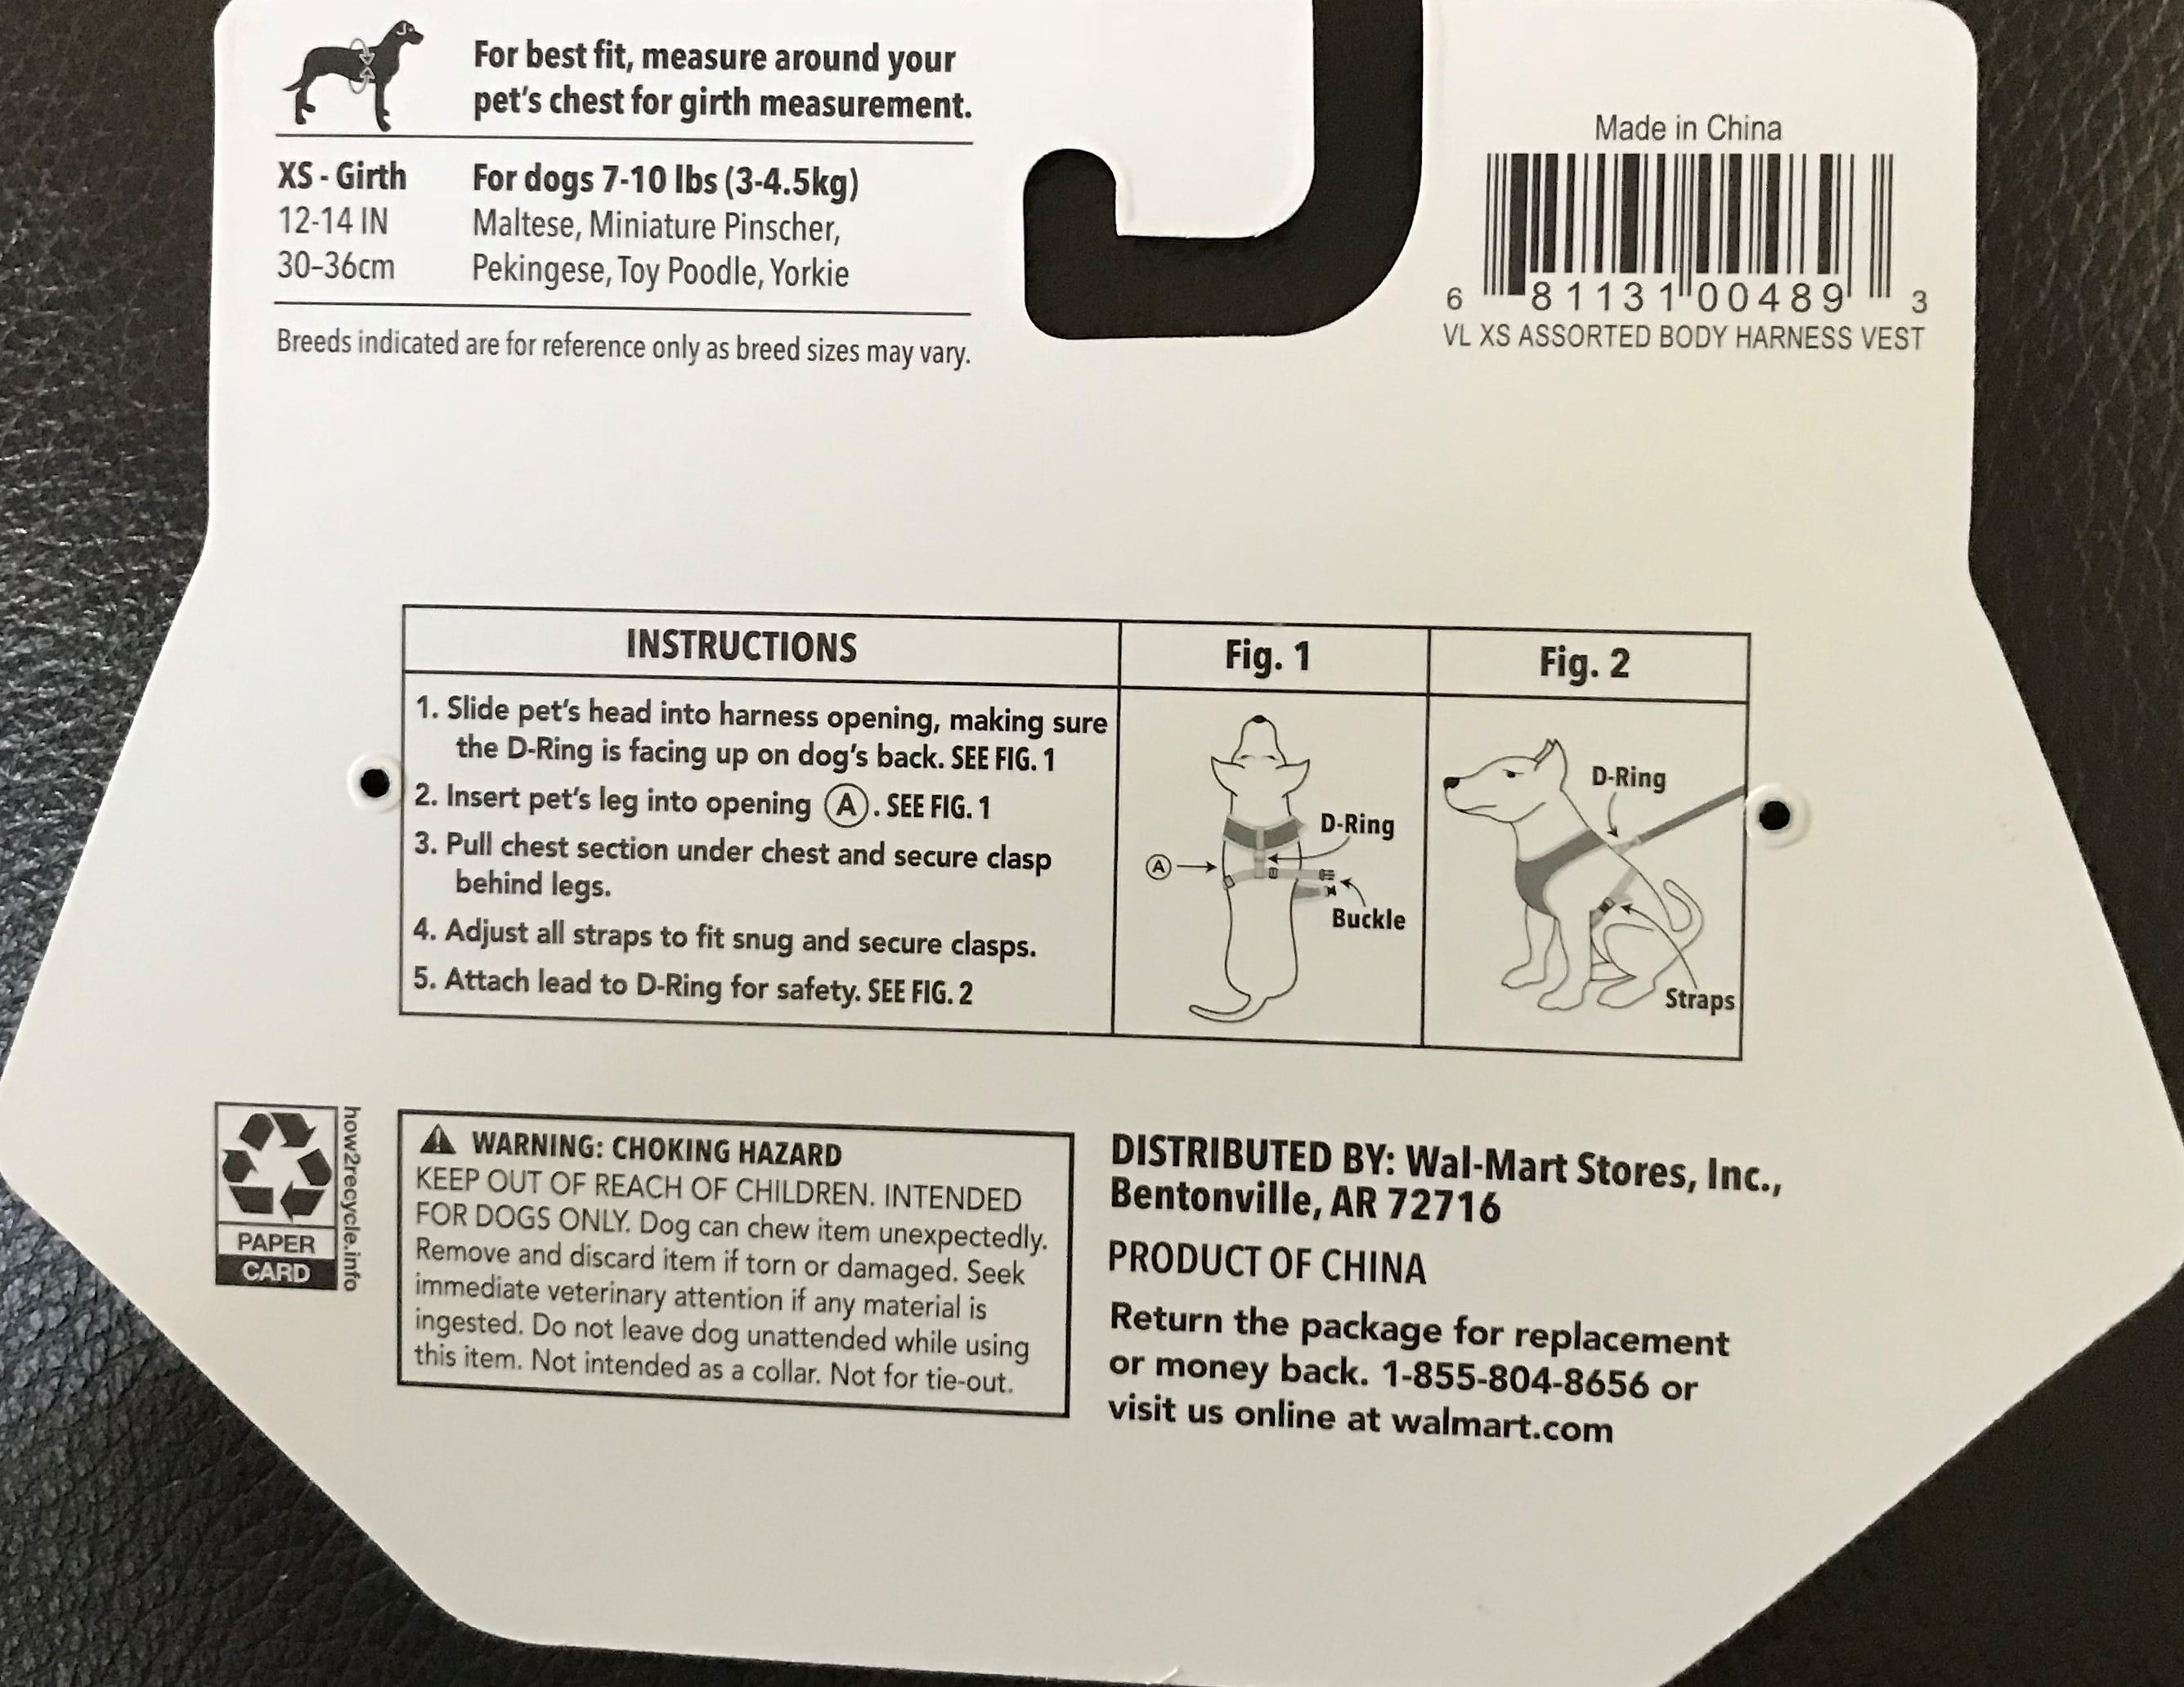 For best fit, measure around your
pet's chest for girth measurement.
XS - Girth
12-14 IN
30–36cm
For dogs 7-10 lbs (3-4.5kg)
Maltese, Miniature Pinscher,
Pekingese, Toy Poodle, Yorkie
Breeds indicated are for reference only as breed sizes may vary.
Made in China
6 81131 00489 3
VL XS ASSORTED BODY HARNESS VEST
INSTRUCTIONS
1. Slide pet's head into harness opening, making sure
the D-Ring is facing up on dog's back. SEE FIG. 1
2. Insert pet's leg into opening A . SEE FIG. 1
3. Pull chest section under chest and secure clasp
behind legs.
4. Adjust all straps to fit snug and secure clasps.
5. Attach lead to D-Ring for safety. SEE FIG. 2
Fig. 1
D-Ring
A
Buckle
Fig. 2
D-Ring
Straps
PAPER
CARD
how2recycle.info
WARNING: CHOKING HAZARD
KEEP OUT OF REACH OF CHILDREN. INTENDED
FOR DOGS ONLY. Dog can chew item unexpectedly.
Remove and discard item if torn or damaged. Seek
immediate veterinary attention if any material is
ingested. Do not leave dog unattended while using
this item. Not intended as a collar. Not for tie-out.
DISTRIBUTED BY: Wal-Mart Stores, Inc.,
Bentonville, AR 72716
PRODUCT OF CHINA
Return the package for replacement
or money back. 1-855-804-8656 or
visit us online at walmart.com